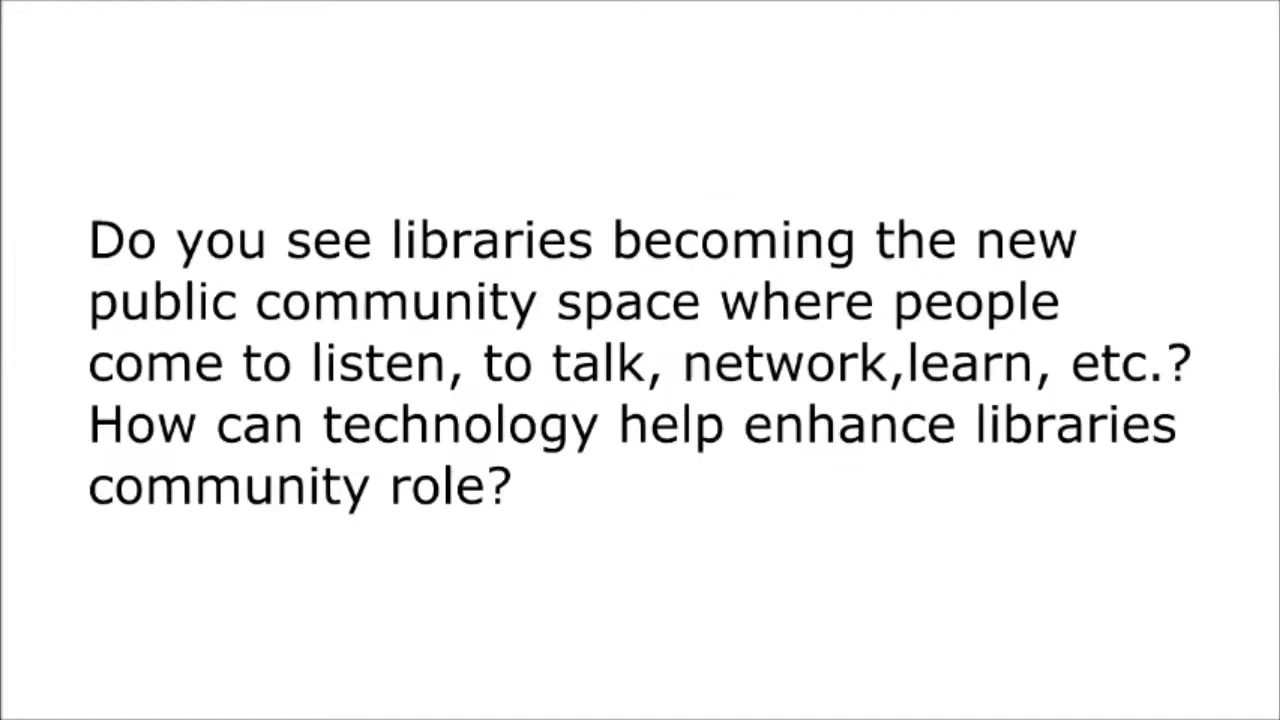 Do you see libraries becoming the new
public community space where people
come to listen, to talk, network,learn, etc.?
How can technology help enhance libraries
community role?